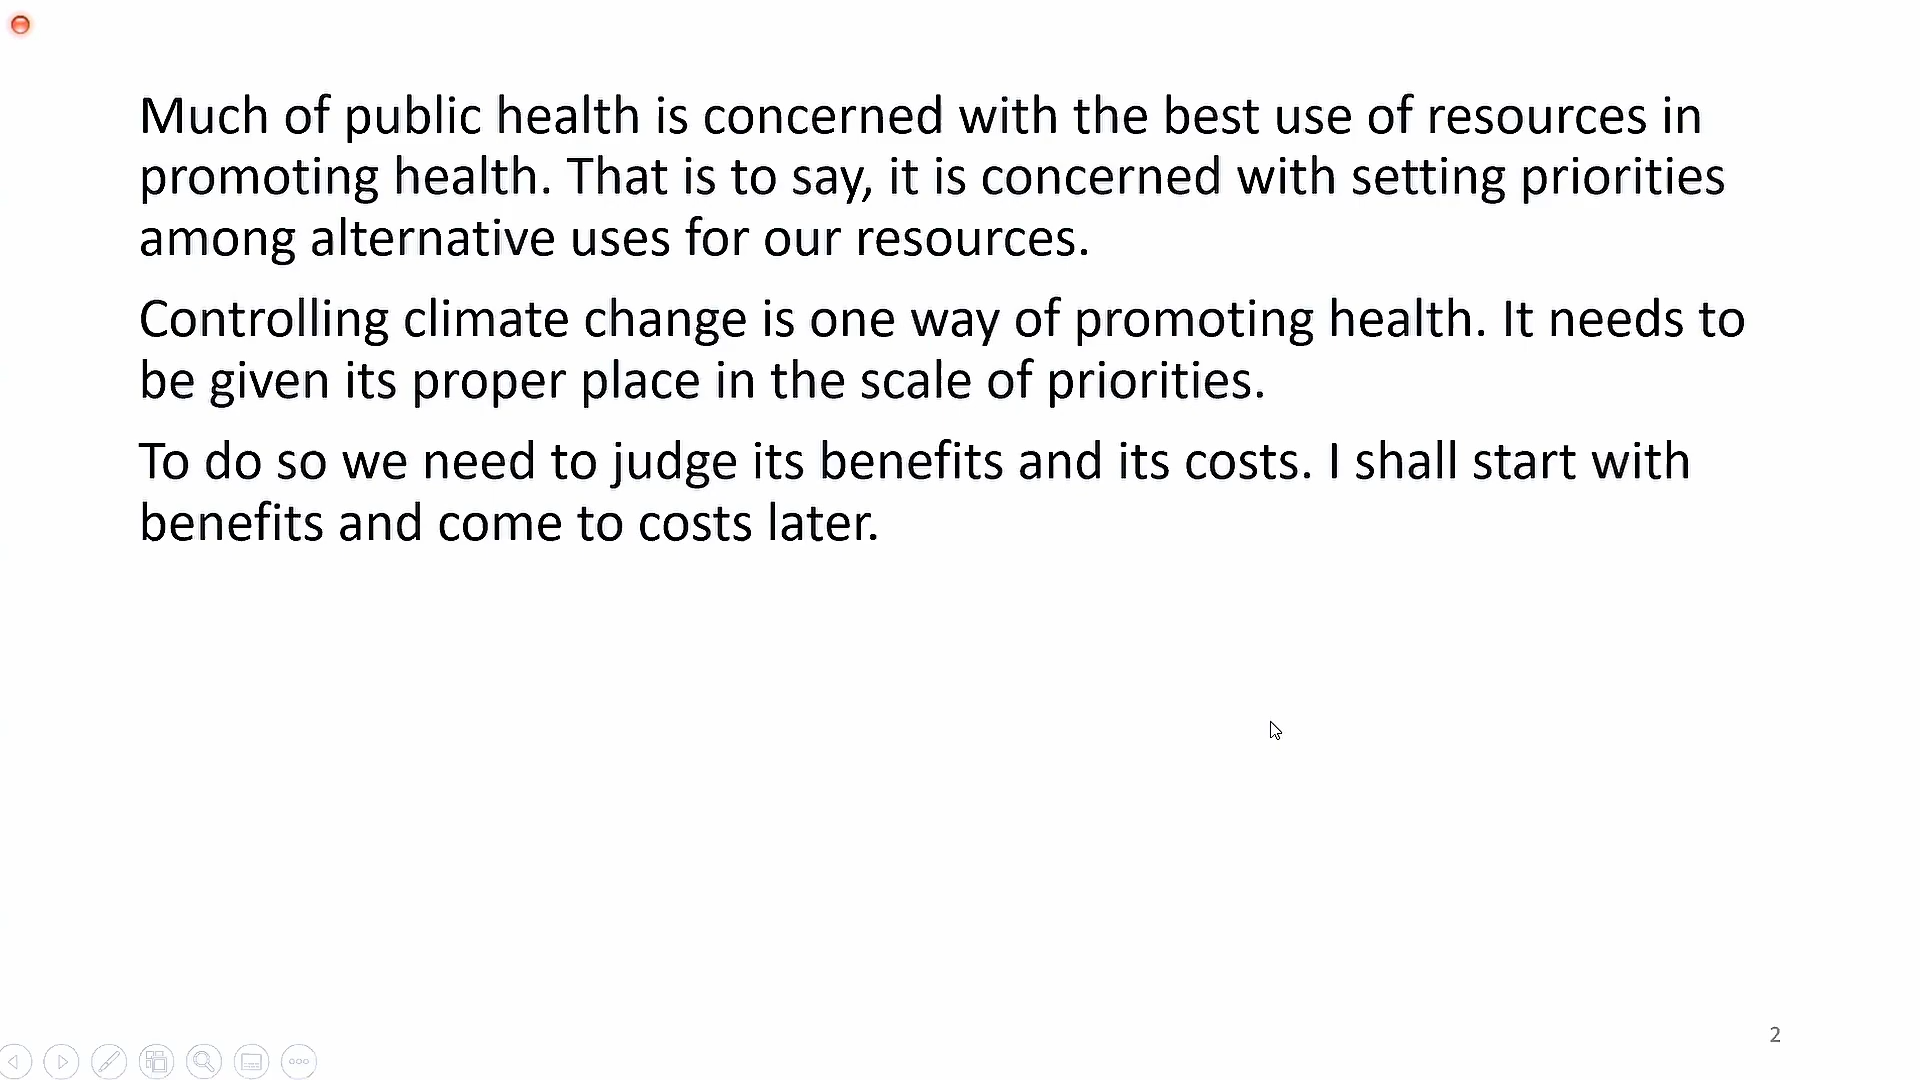 Much of public health is concerned with the best use of resources in
promoting health. That is to say, it is concerned with setting priorities
among alternative uses for our resources.
Controlling climate change is one way of promoting health. It needs to
be given its proper place in the scale of priorities.
To do so we need to judge its benefits and its costs. I shall start with
benefits and come to costs later.
2